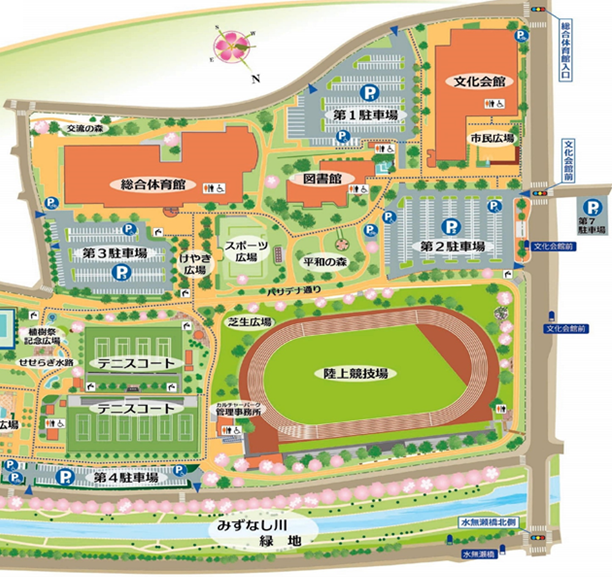 S
W
E
N
総合体育館入口
文化会館
第1駐車場
P
交流の森
市民広場
文化会館前
総合体育館
図書館
第7
駐車場
P
第3駐車場
けやき
広場
スポーツ
広場
平和の森
第2駐車場
文化会館前
パサデナ通り
植樹祭
記念広場
芝生広場
文化会館前
せせらぎ水路
テニスコート
陸上競技場
テニスコート
カルチャーパーク
管理事務所
広場
第4駐車場
みずなし川
緑地
水無瀬橋北側
水無瀬橋